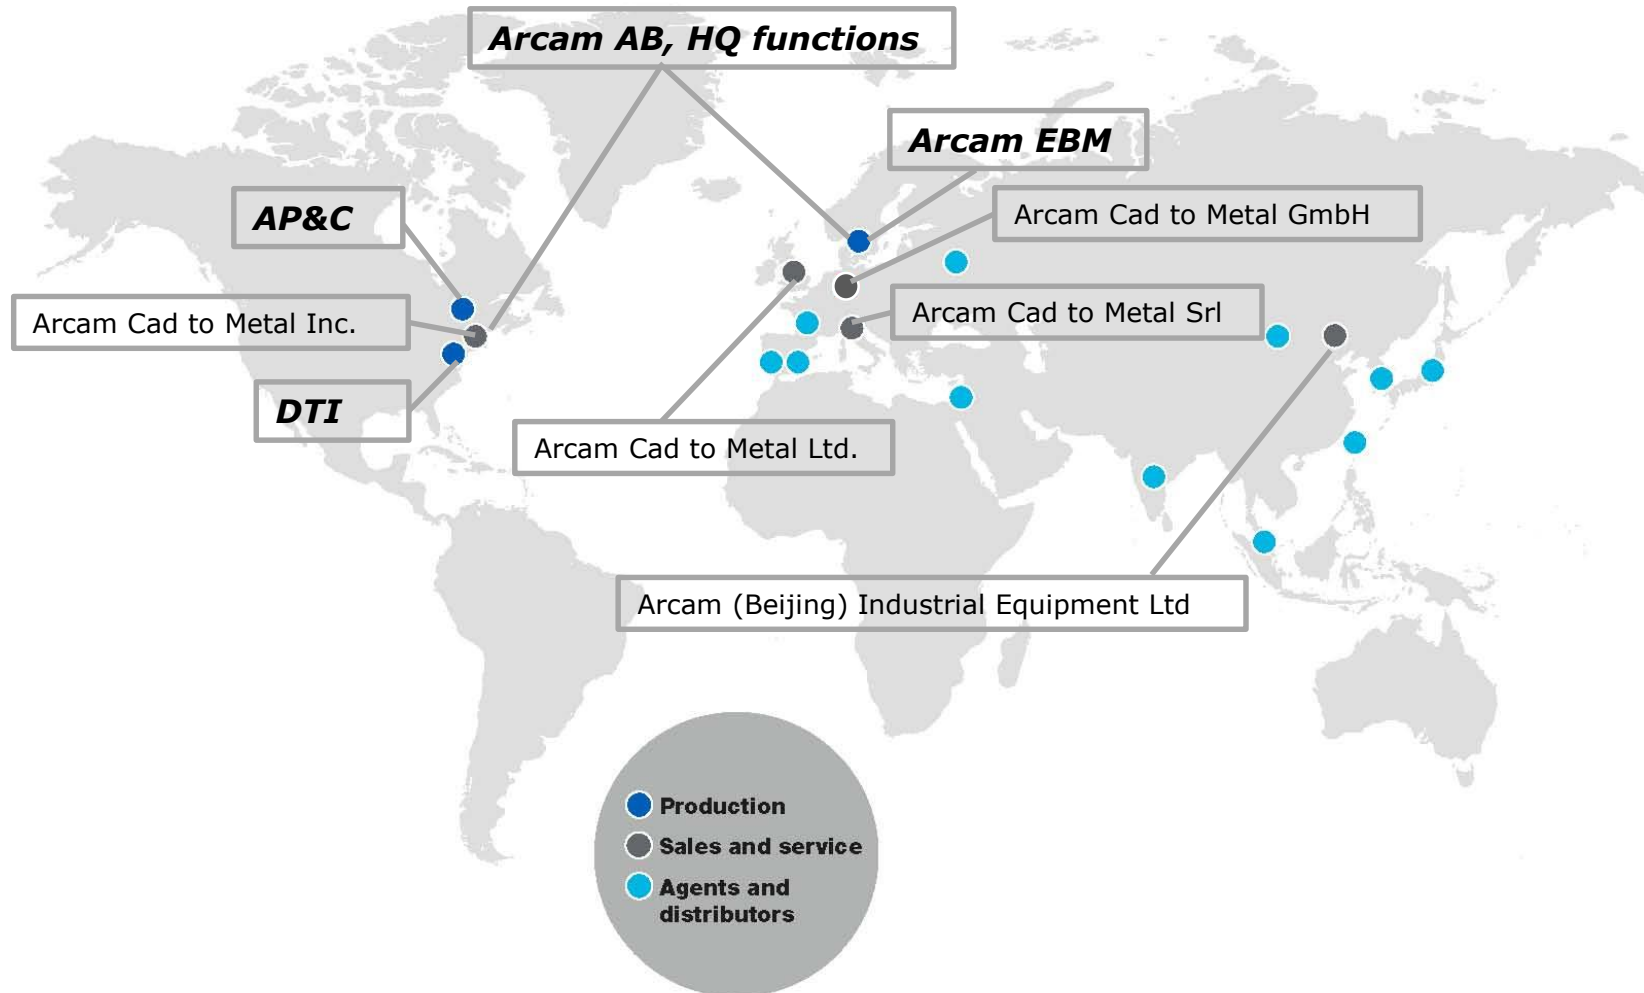 Arcam AB, HQ functions
Arcam EBM
AP&C
Arcam Cad to Metal GmbH
Arcam Cad to Metal Inc.
Arcam Cad to Metal Srl
DTI
Arcam Cad to Metal Ltd.
Arcam (Beijing) Industrial Equipment Ltd
Production
Sales and service
Agents and
distributors